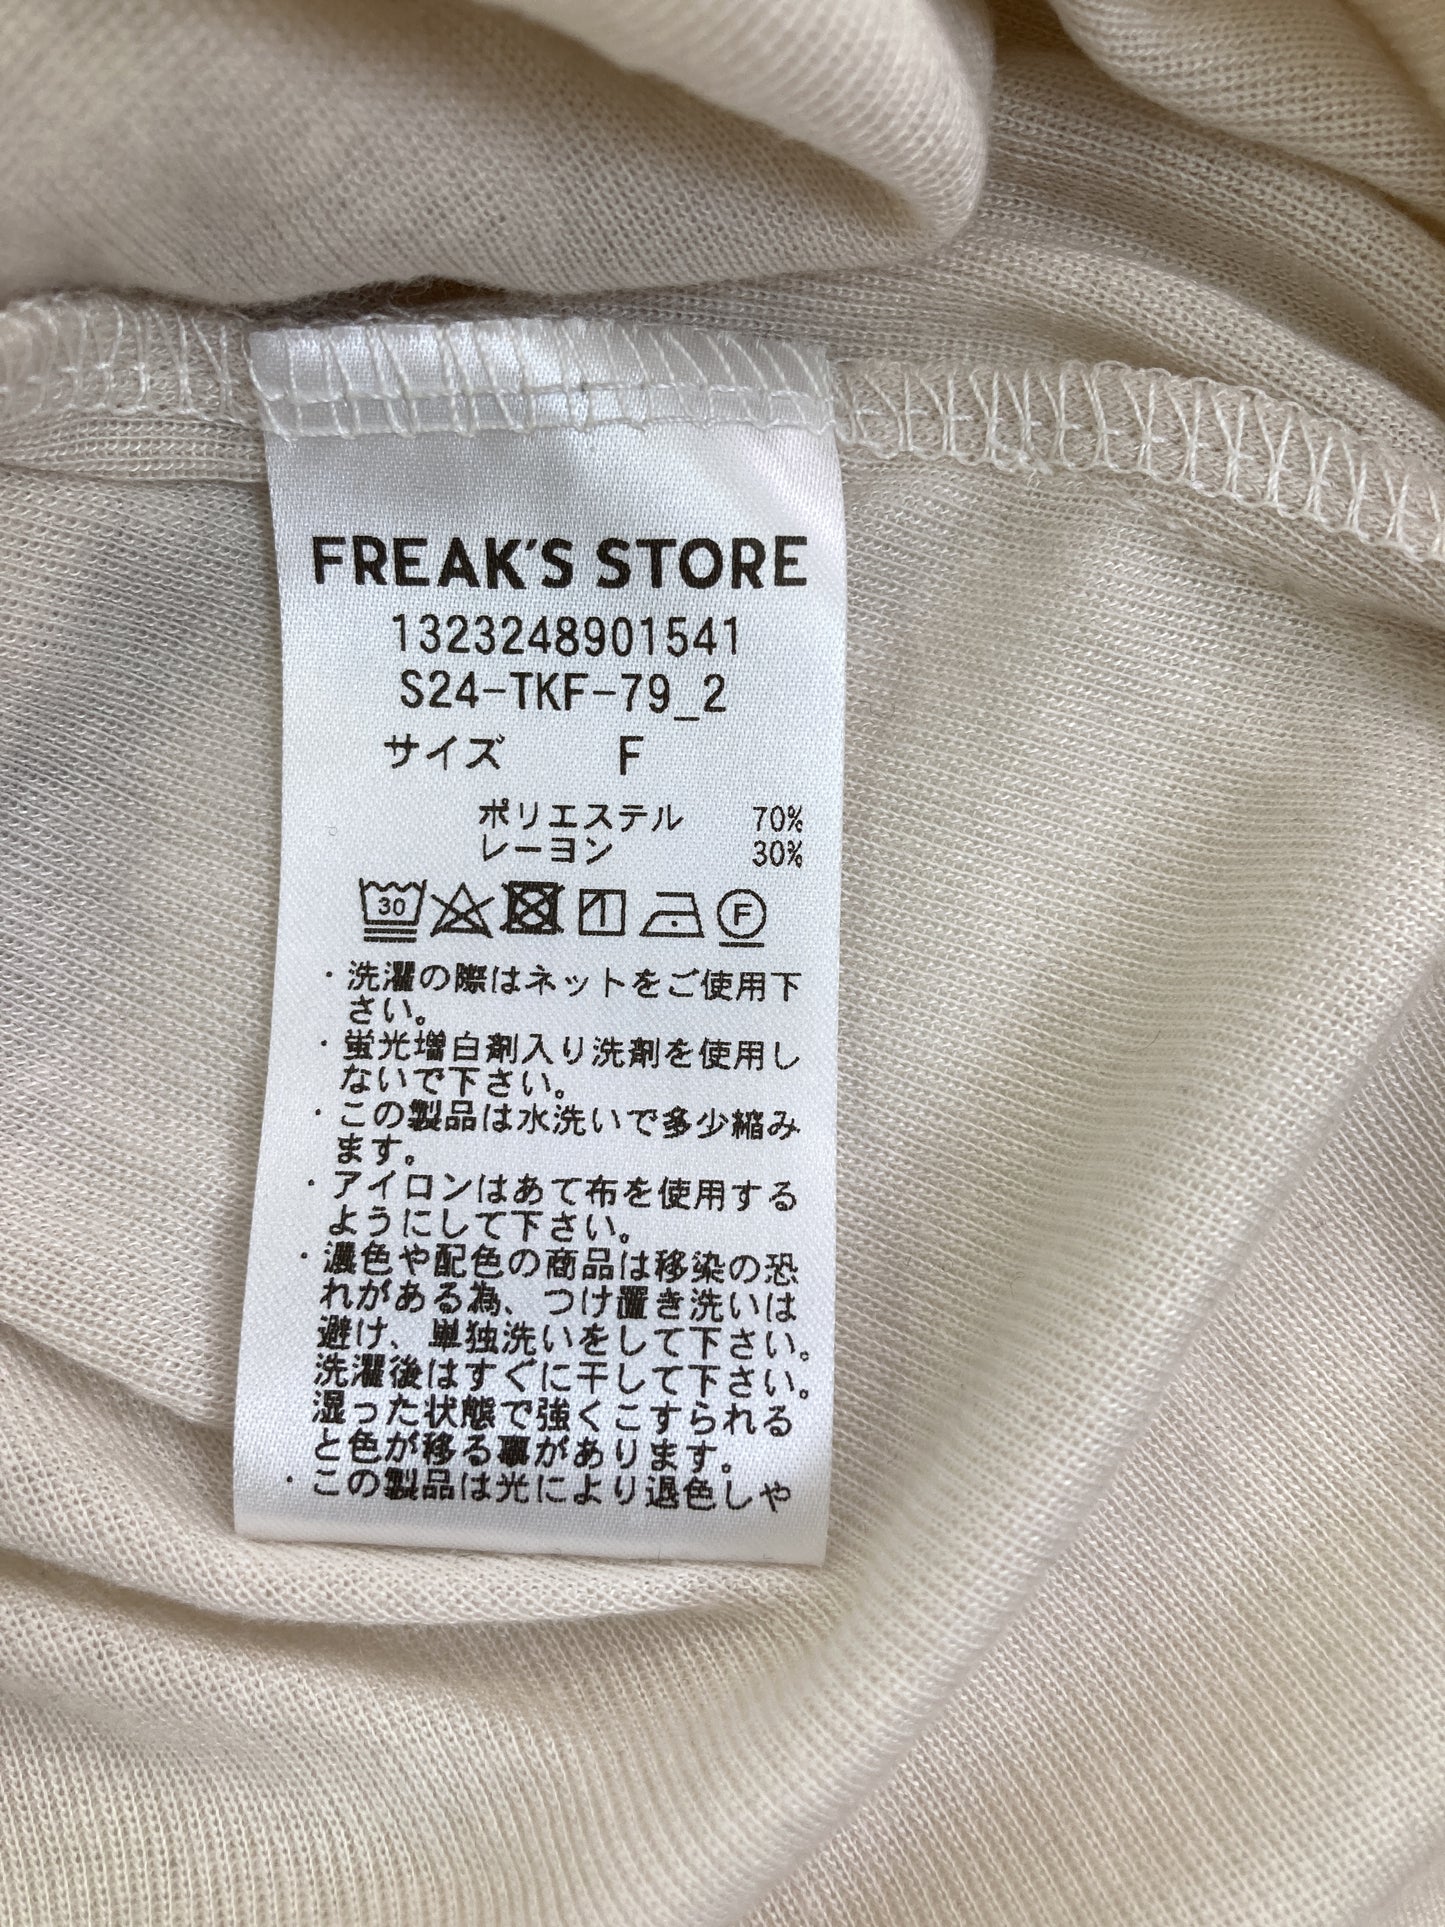 FREAK'S STORE
1323248901541
S24-TKF-79_2
サイズ F
ポリエステル 70%
レーヨン 30%
30 F
・洗濯の際はネットをご使用下
さい。
・蛍光増白剤入り洗剤を使用し
ないで下さい。
・この製品は水洗いで多少縮み
ます。
・アイロンはあて布を使用する
ようにして下さい。
・濃色や配色の商品は移染の恐
れがある為、つけ置き洗いは
避け、単独洗いをして下さい。
洗濯後はすぐに干して下さい。
湿った状態で強くこすられる
と色が移る事があります。
・この製品は光により退色しや